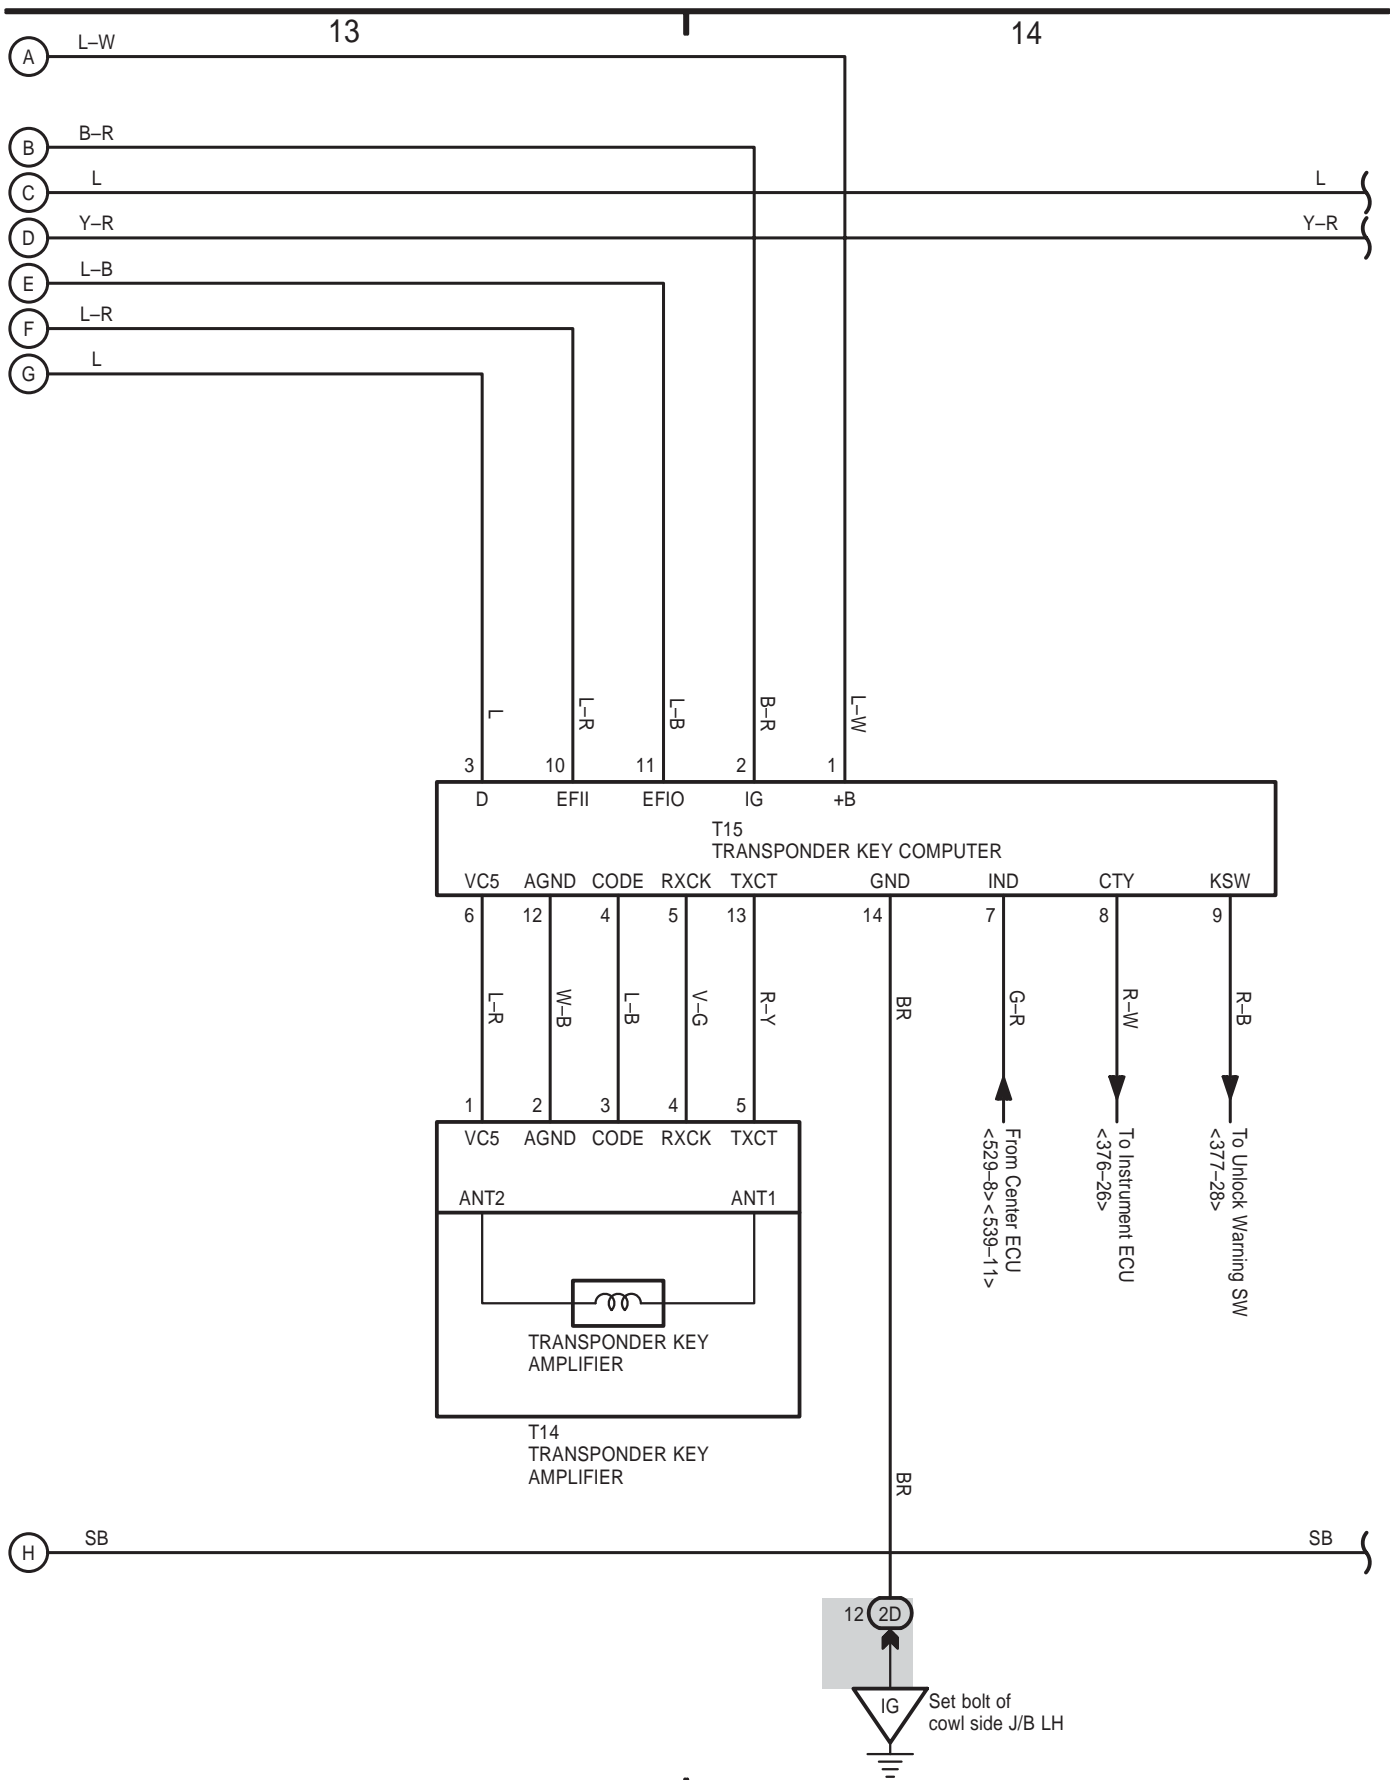 13
14
A
L–W
B
B–R
C
L
L
D
Y–R
Y–R
E
L–B
F
L–R
G
L
L
L–R
L–B
B–R
L–W
3
10
11
2
1
D
EFII
EFIO
IG
+B
T15
TRANSPONDER KEY COMPUTER
VC5
AGND
CODE
RXCK
TXCT
GND
IND
CTY
KSW
6
12
4
5
13
14
7
8
9
L–R
W–B
L–B
V–G
R–Y
BR
G–R
R–W
R–B
1
2
3
4
5
VC5
AGND
CODE
RXCK
TXCT
From Center ECU
<529–8><539–11>
To Instrument ECU
<376–26>
To Unlock Warning SW
<377–28>
ANT2
ANT1
TRANSPONDER KEY
AMPLIFIER
T14
TRANSPONDER KEY
AMPLIFIER
BR
H
SB
SB
12
2D
IG
Set bolt of
cowl side J/B LH